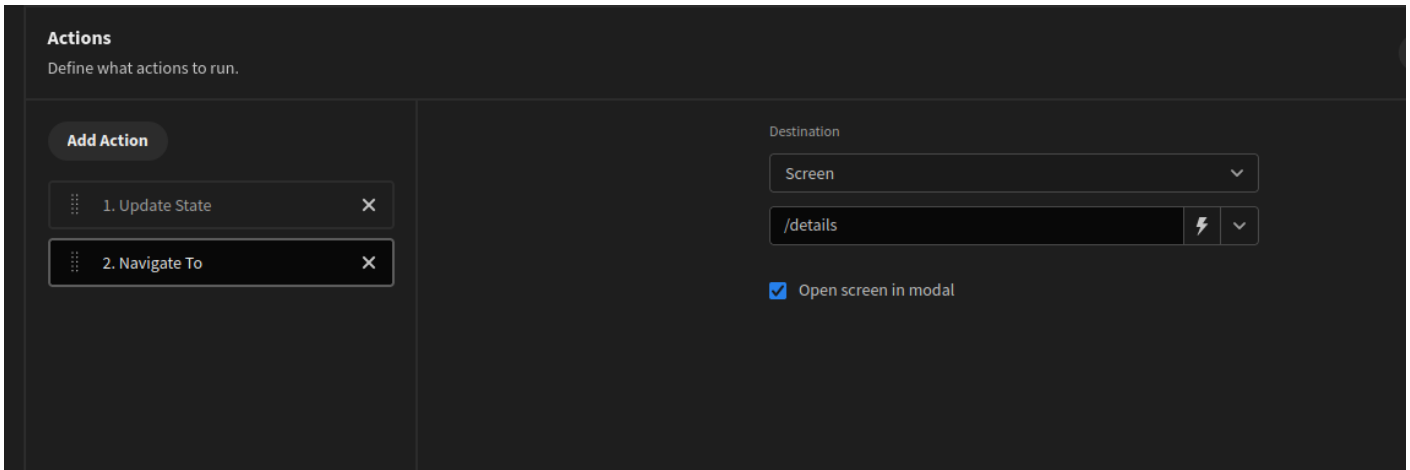 Actions
Define what actions to run.
Add Action
1. Update State
2. Navigate To
Destination
Screen
/details
Open screen in modal